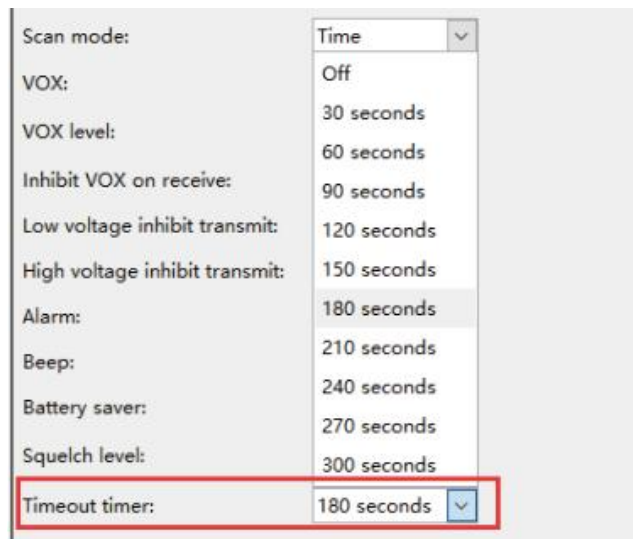 Scan mode: Time
VOX: Off
VOX level: 30 seconds
60 seconds
Inhibit VOX on receive: 90 seconds
Low voltage inhibit transmit: 120 seconds
High voltage inhibit transmit: 150 seconds
Alarm: 180 seconds
Beep: 210 seconds
Battery saver: 240 seconds
270 seconds
Squelch level: 300 seconds
Timeout timer: 180 seconds